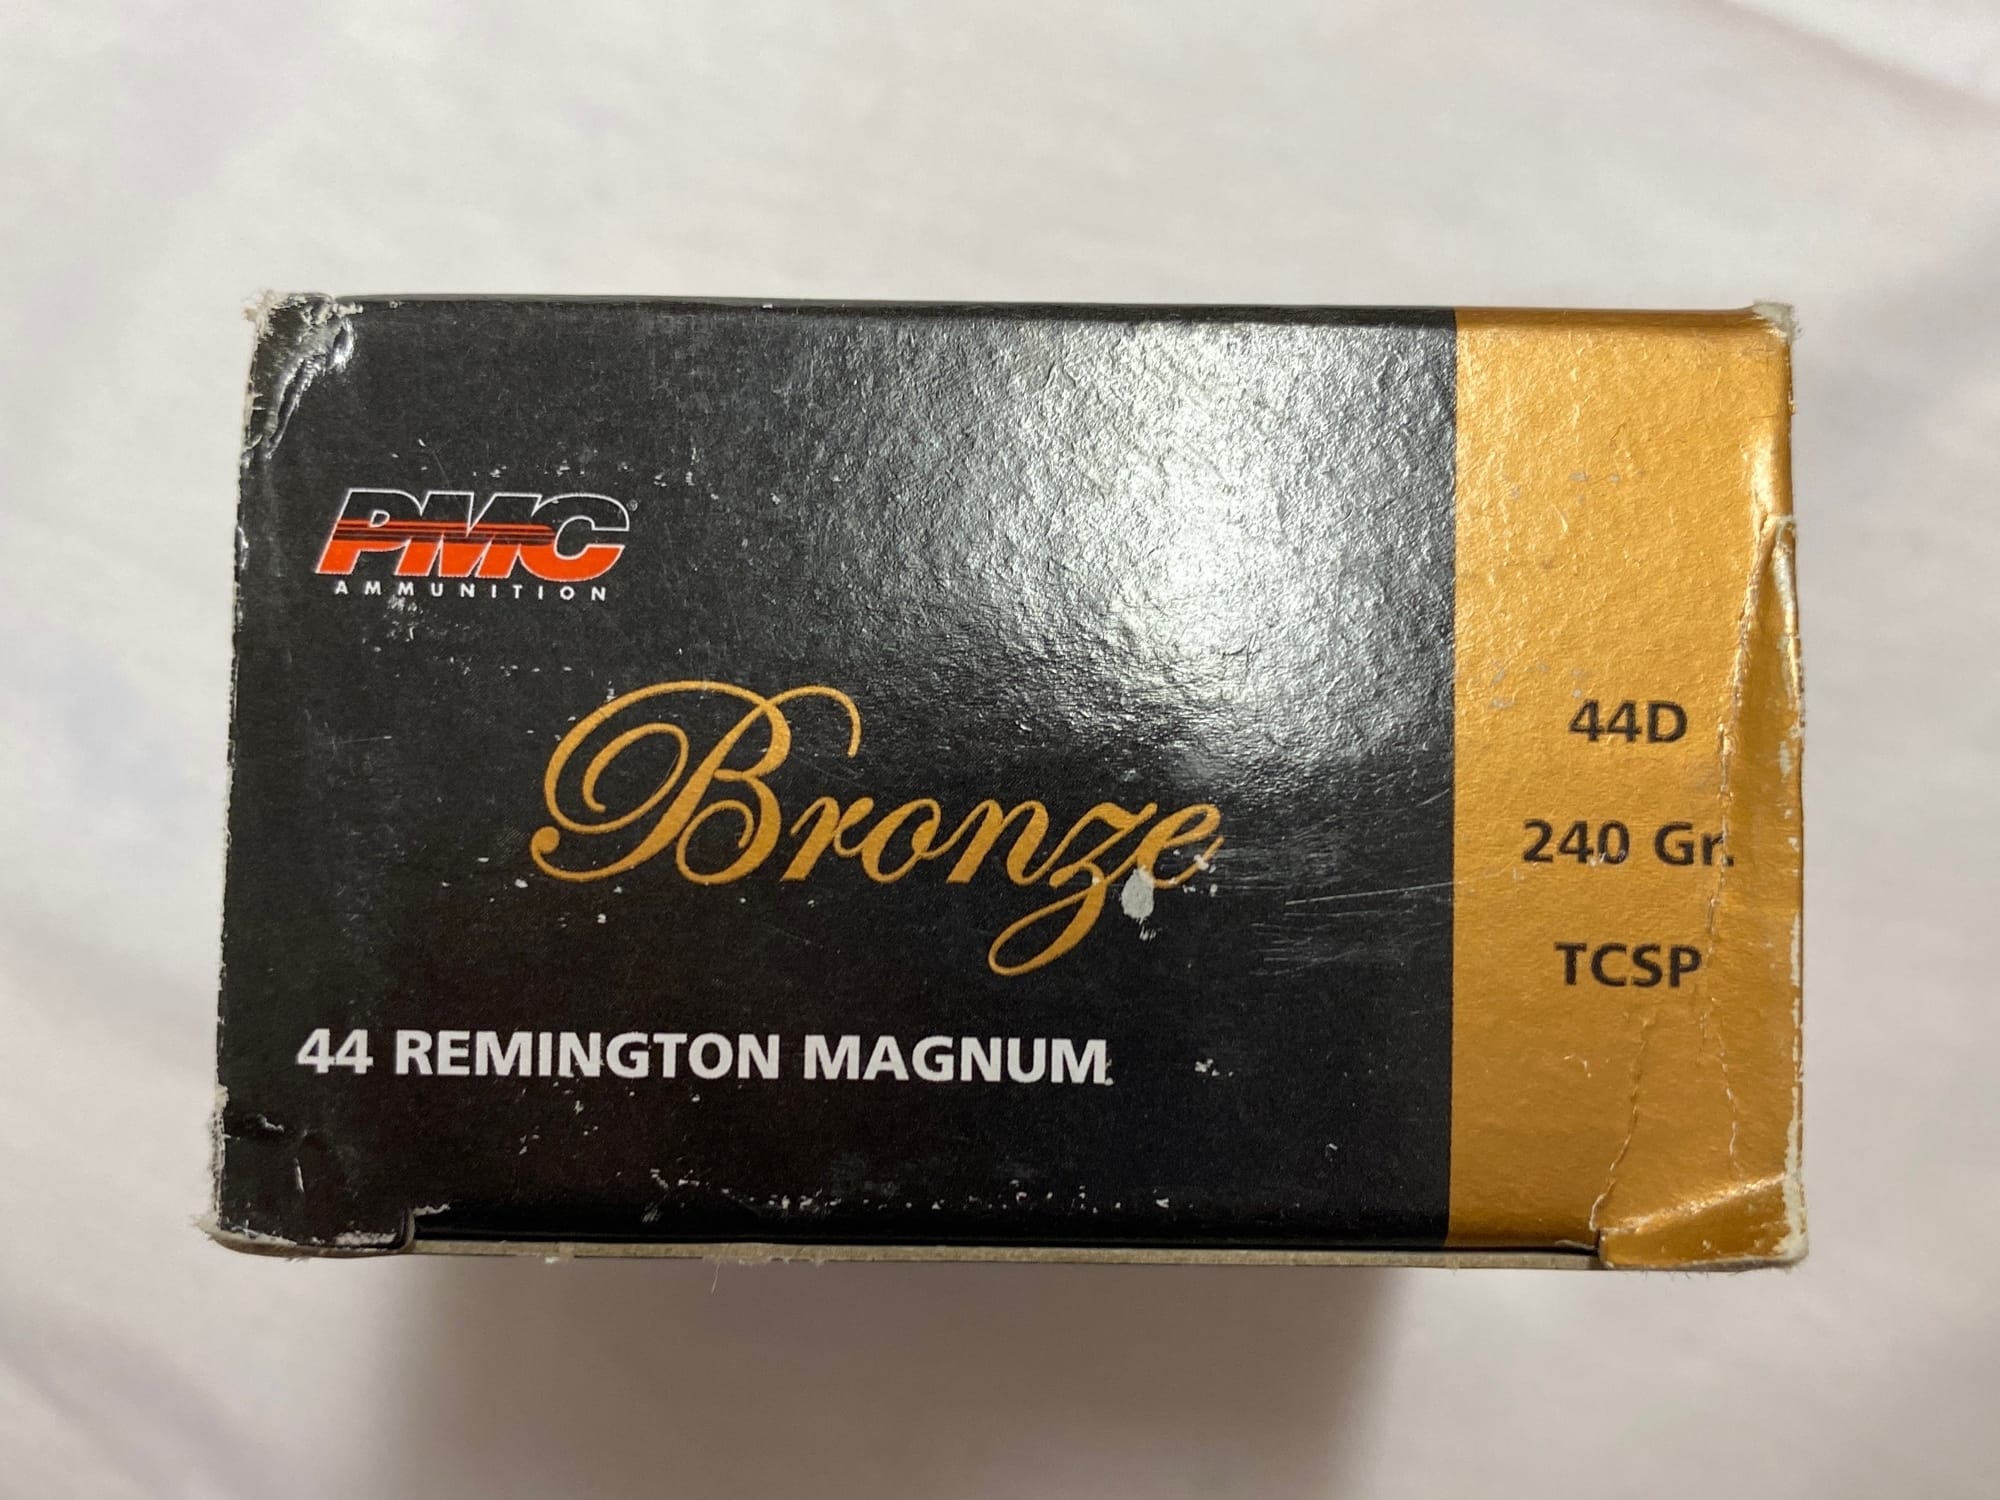 PMC®
AMMUNITION
Bronze
44 REMINGTON MAGNUM
44D
240 Gr.
TCSP